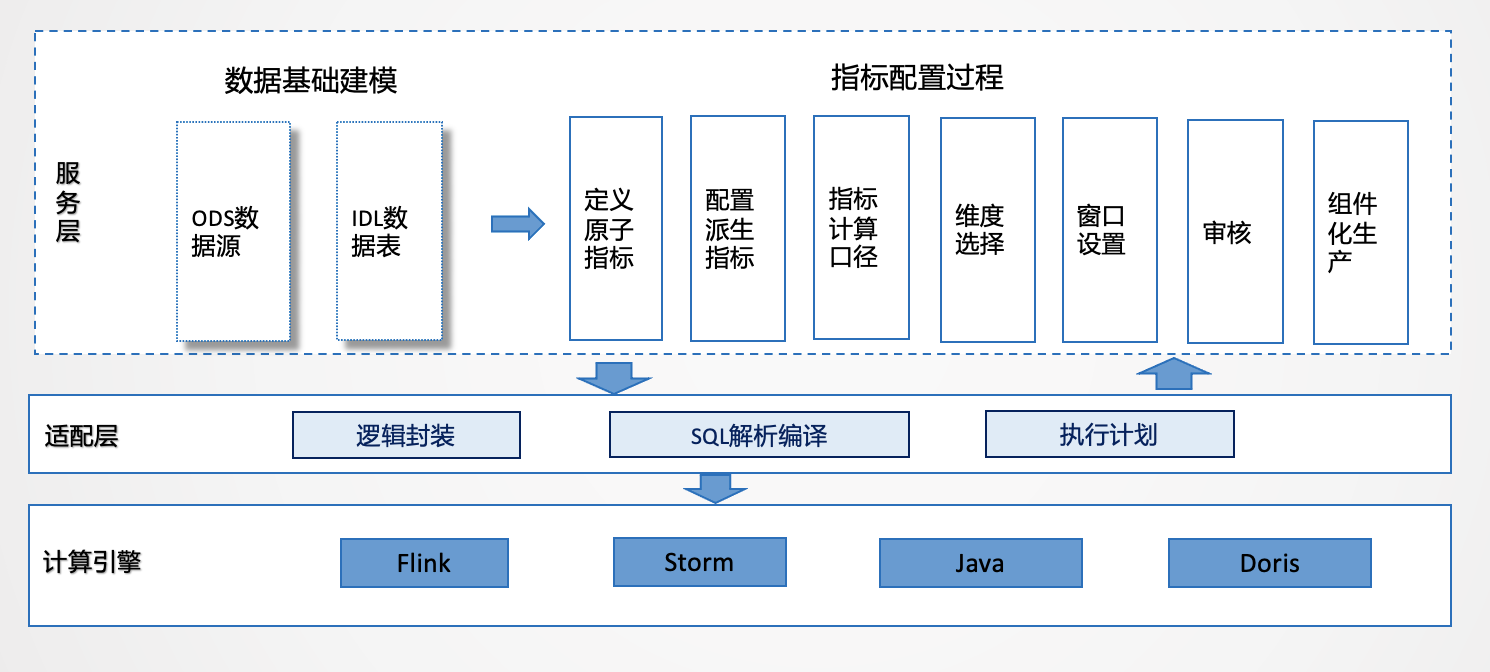 数据基础建模
指标配置过程
服
务
层
ODS数
据源
IDL数
据表
定义
原子
指标
配置
派生
指标
指标
计算
口径
维度
选择
窗口
设置
审核
组件
化生
产
适配层
逻辑封装
SQL解析编译
执行计划
计算引擎
Flink
Storm
Java
Doris